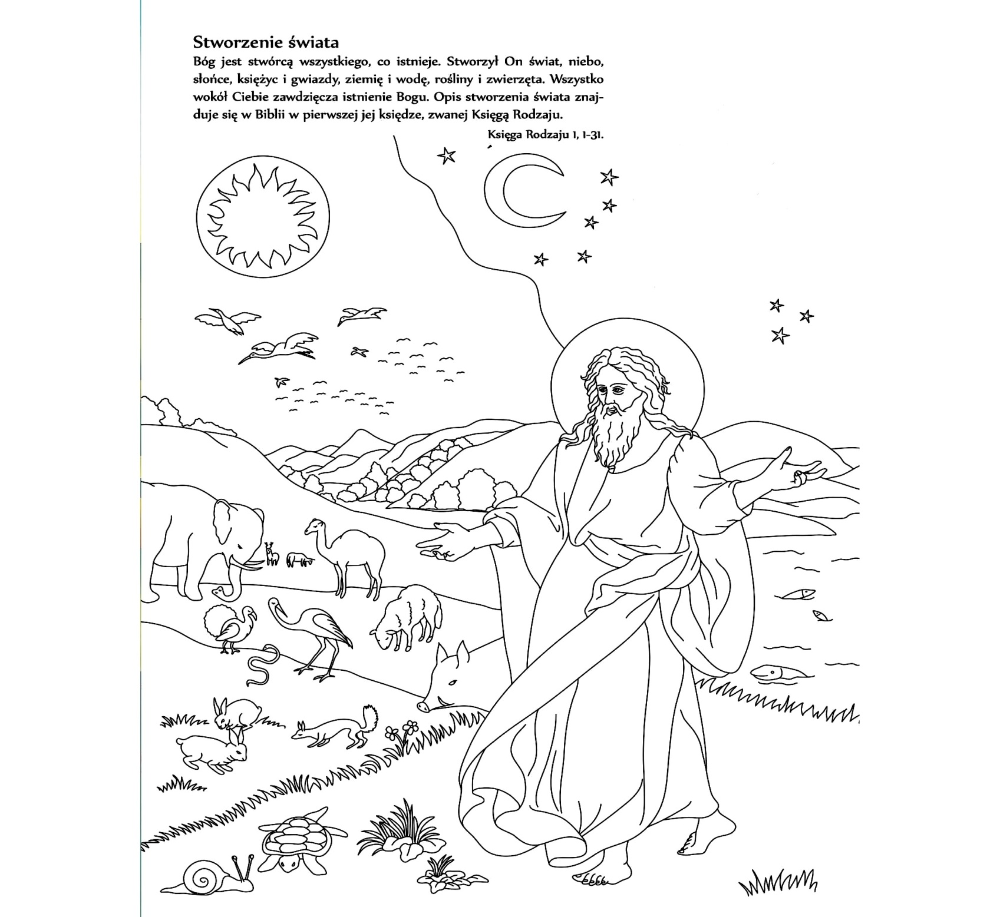 Stworzenie świata
Bóg jest stwórcą wszystkiego, co istnieje. Stworzył On świat, niebo,
słońce, księżyc i gwiazdy, ziemię i wodę, rośliny i zwierzęta. Wszystko
wokół Ciebie zawdzięcza istnienie Bogu. Opis stworzenia świata znaj-
duje się w Biblii w pierwszej jej księdze, zwanej Księgą Rodzaju.
Księga Rodzaju 1, 1-31.